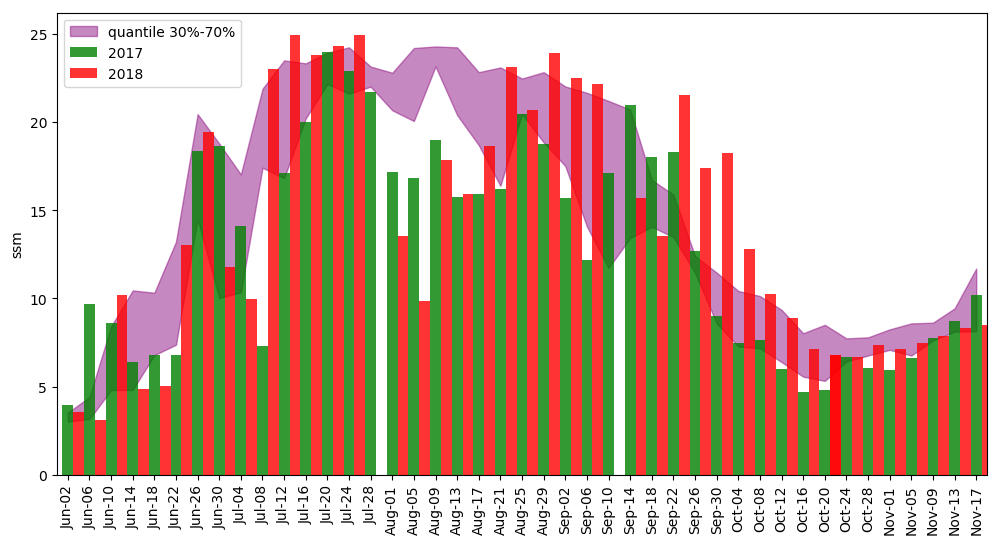 quantile 30%-70%
2017
2018
25
20
15
10
5
0
ssm
Jun-02
Jun-06
Jun-10
Jun-14
Jun-18
Jun-22
Jun-26
Jun-30
Jul-04
Jul-08
Jul-12
Jul-16
Jul-20
Jul-24
Jul-28
Aug-01
Aug-05
Aug-09
Aug-13
Aug-17
Aug-21
Aug-25
Aug-29
Sep-02
Sep-06
Sep-10
Sep-14
Sep-18
Sep-22
Sep-26
Sep-30
Oct-04
Oct-08
Oct-12
Oct-16
Oct-20
Oct-24
Oct-28
Nov-01
Nov-05
Nov-09
Nov-13
Nov-17